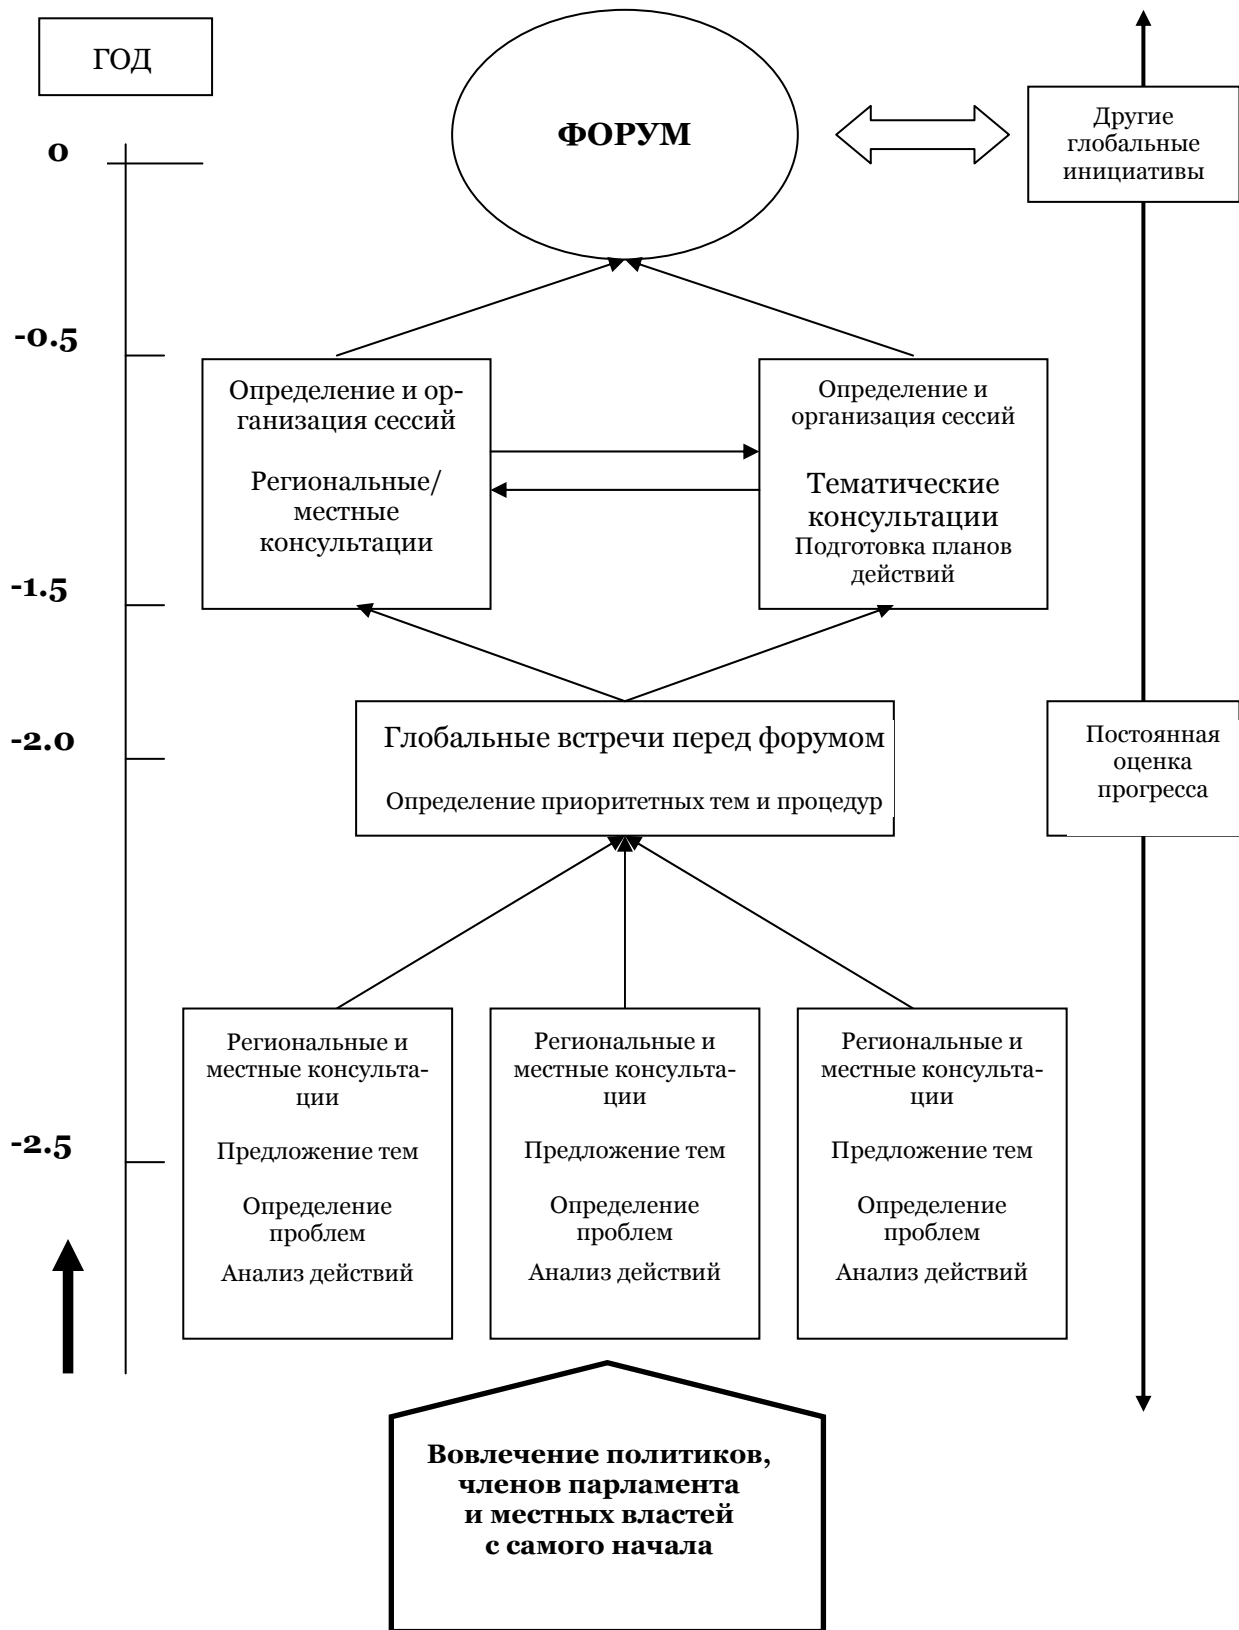 ГОД
ФОРУМ
Другие
глобальные
инициативы
0
-0.5
Определение и ор-
ганизация сессий
Региональные/
местные
консультации
Определение и
организация сессий
Тематические
консультации
Подготовка планов
действий
-1.5
-2.0
Глобальные встречи перед форумом
Определение приоритетных тем и процедур
Постоянная
оценка
прогресса
Региональные и
местные консульта-
ции
Предложение тем
Определение
проблем
Анализ действий
Региональные и
местные консульта-
ции
Предложение тем
Определение
проблем
Анализ действий
Региональные и
местные консульта-
ции
Предложение тем
Определение
проблем
Анализ действий
-2.5
Вовлечение политиков,
членов парламента
и местных властей
с самого начала